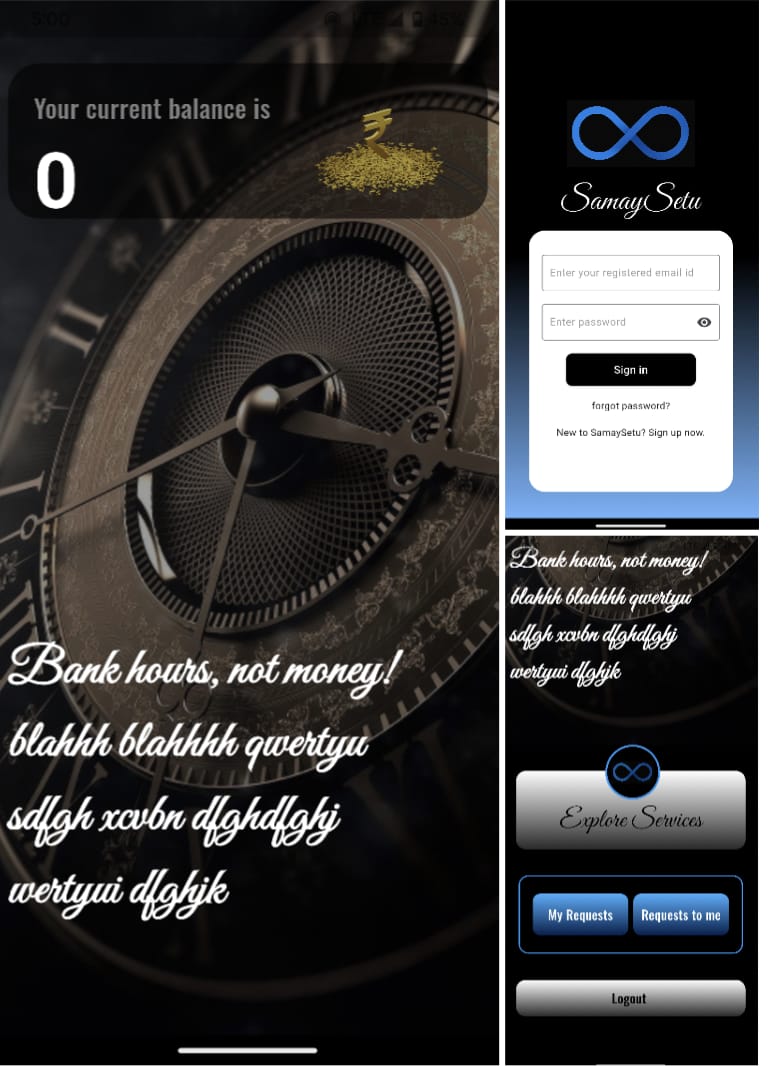 5:00
45%
Your current balance is
0
Bank hours, not money!
blahhh blahhhh qwertyu
sdfgh xcvbn dfghdfghj
wertyui dfghjk
SamaySetu
Enter your registered email id
Enter password
Sign in
forgot password?
New to SamaySetu? Sign up now.
Bank hours, not money!
blahhh blahhhh qwertyu
sdfgh xcvbn dfghdfghj
wertyui dfghjk
Explore Services
My Requests
Requests to me
Logout